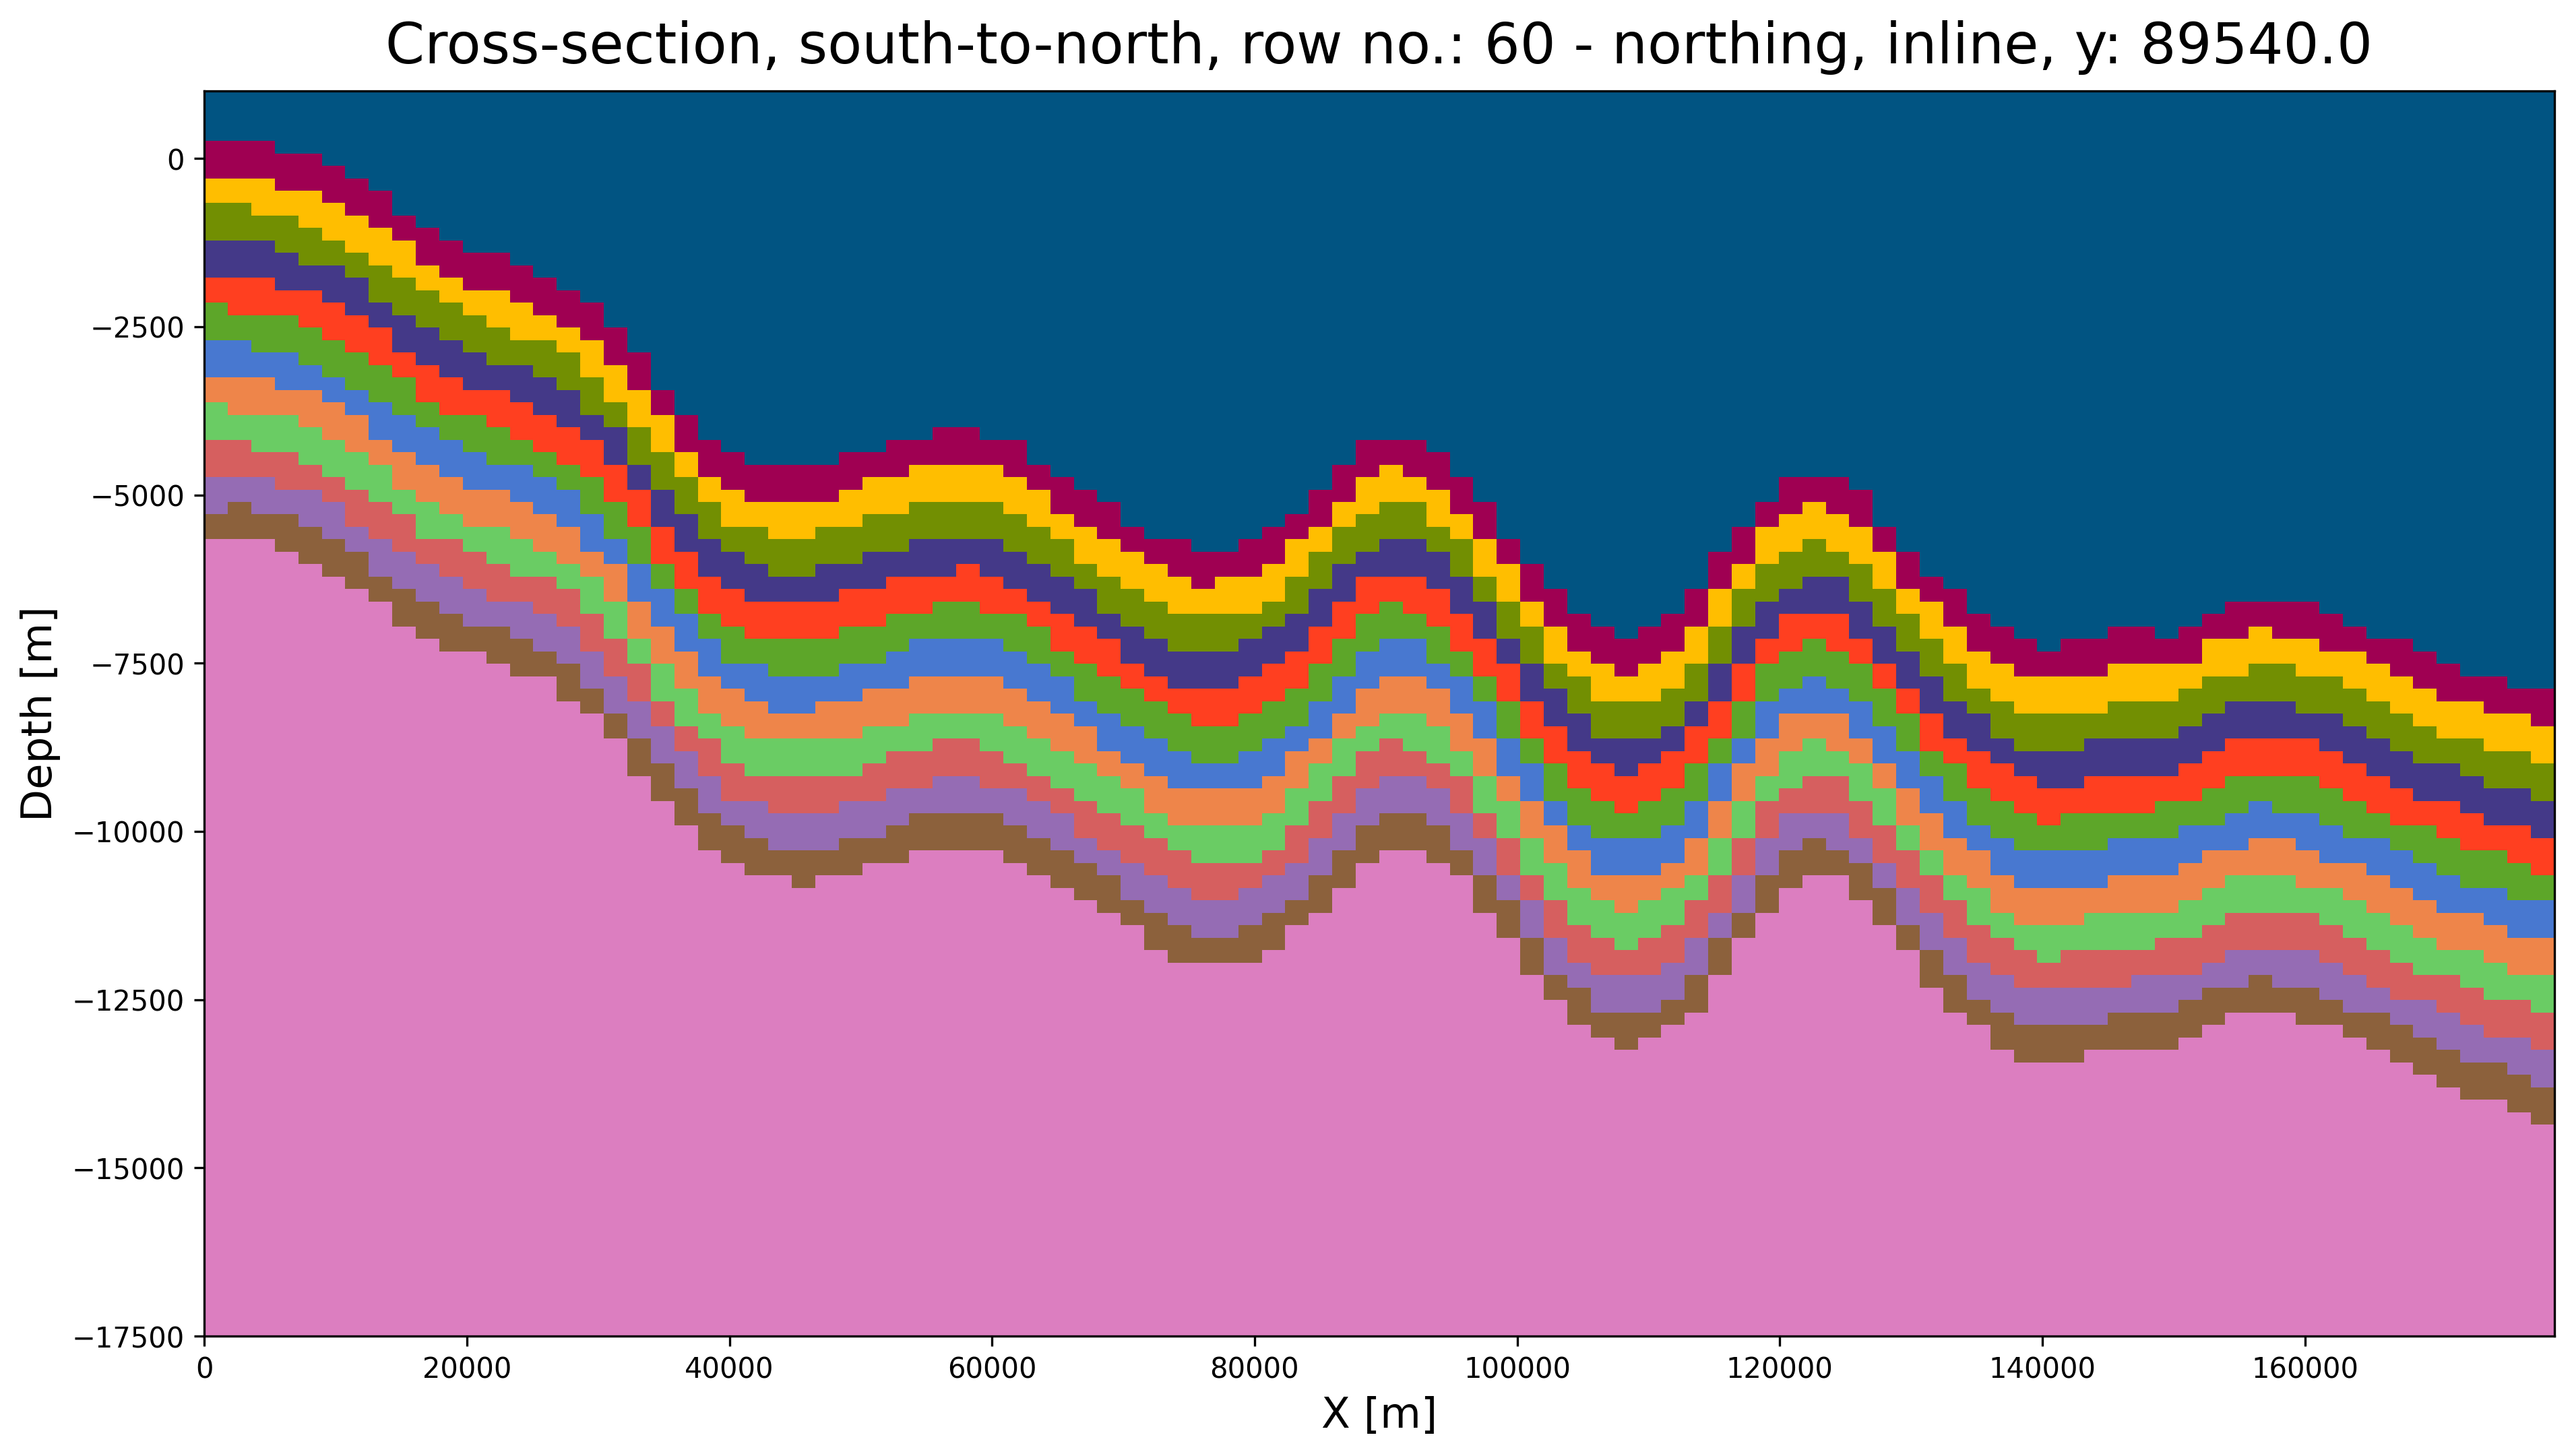 Cross-section, south-to-north, row no.: 60 - northing, inline, y: 89540.0
Depth [m]
0
−2500
−5000
−7500
−10000
−12500
−15000
−17500
0 20000 40000 60000 80000 100000 120000 140000 160000
X [m]